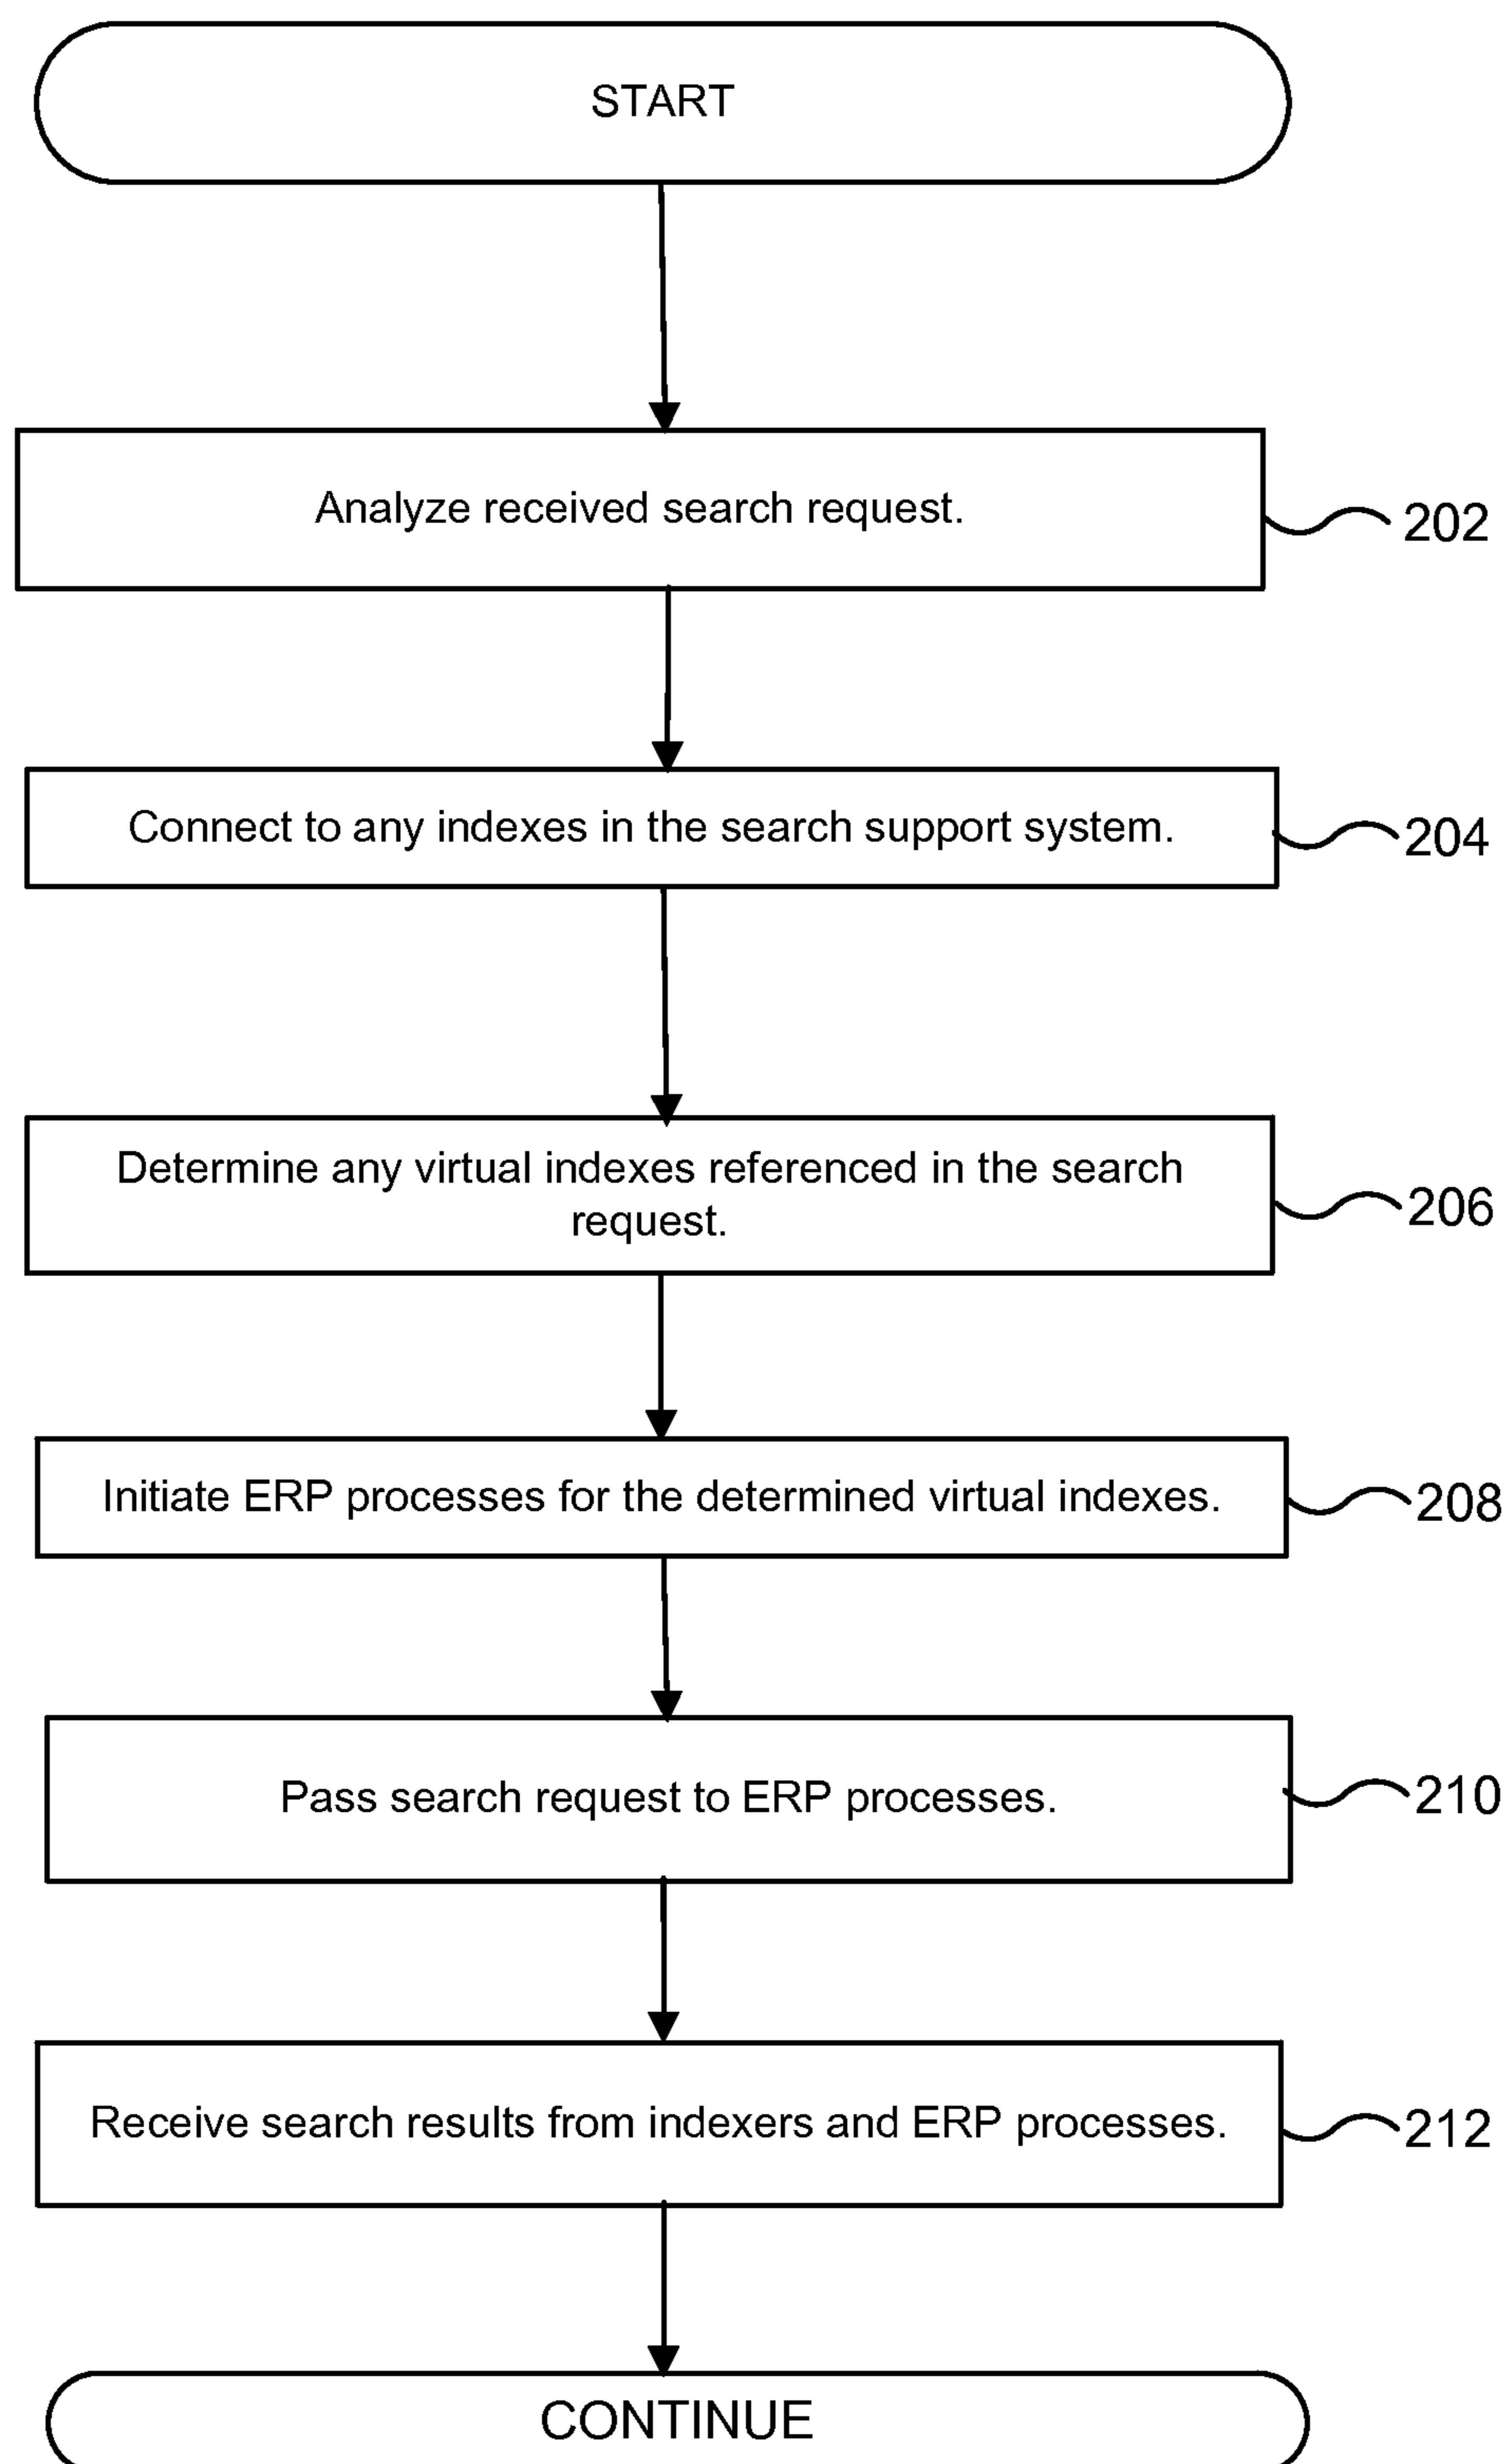 START
Analyze received search request.
202
Connect to any indexes in the search support system.
204
Determine any virtual indexes referenced in the search
request.
206
Initiate ERP processes for the determined virtual indexes.
208
Pass search request to ERP processes.
210
Receive search results from indexers and ERP processes.
212
CONTINUE